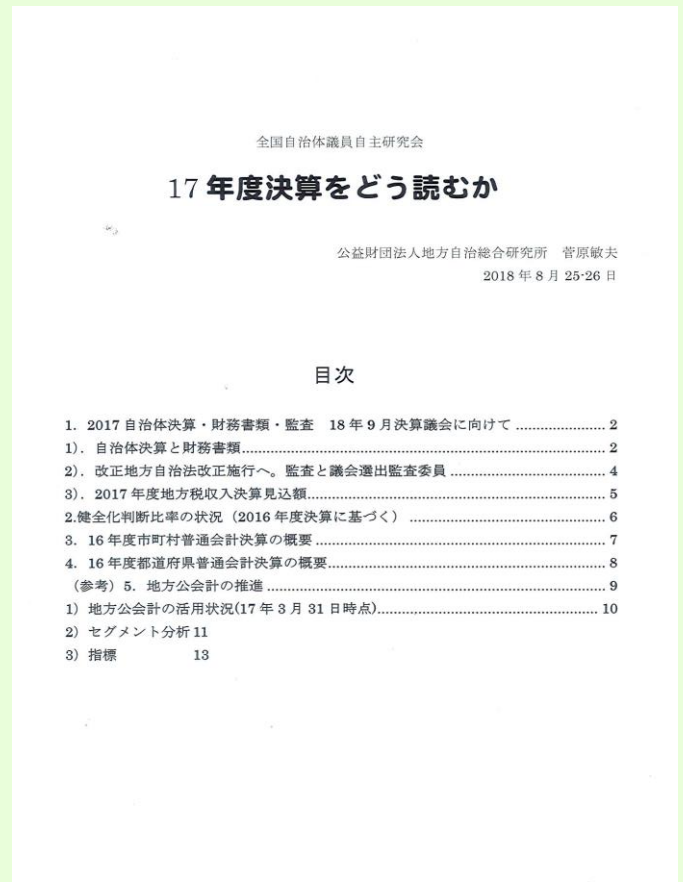 全国自治体議員自主研究会
17年度決算をどう読むか
公益財団法人地方自治総合研究所 菅原敏夫
2018年8月25・26日
目次
1. 2017自治体決算・財務書類・監査 18年9月決算議会に向けて ..................... 2
1). 自治体決算と財務書類..................................................................... 2
2). 改正地方自治法改正施行へ。監査と議会選出監査委員 ............................. 4
3). 2017年度地方税収入決算見込額......................................................... 5
2.健全化判断比率の状況（2016年度決算に基づく） ..................................... 6
3. 16年度市町村普通会計決算の概要 ....................................................... 7
4. 16年度都道府県普通会計決算の概要..................................................... 8
（参考）5. 地方公会計の推進 ................................................................ 9
1) 地方公会計の活用状況(17年3月31日時点)........................................... 10
2) セグメント分析 11
3) 指標 13